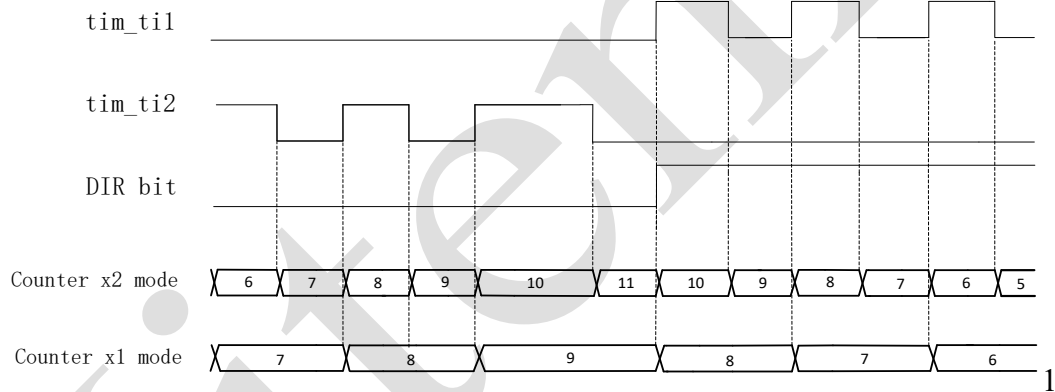 tim_ti1
tim_ti2
DIR bit
Counter x2 mode 6 7 8 9 10 11 10 9 8 7 6 5
Counter x1 mode 7 8 9 8 7 6
1